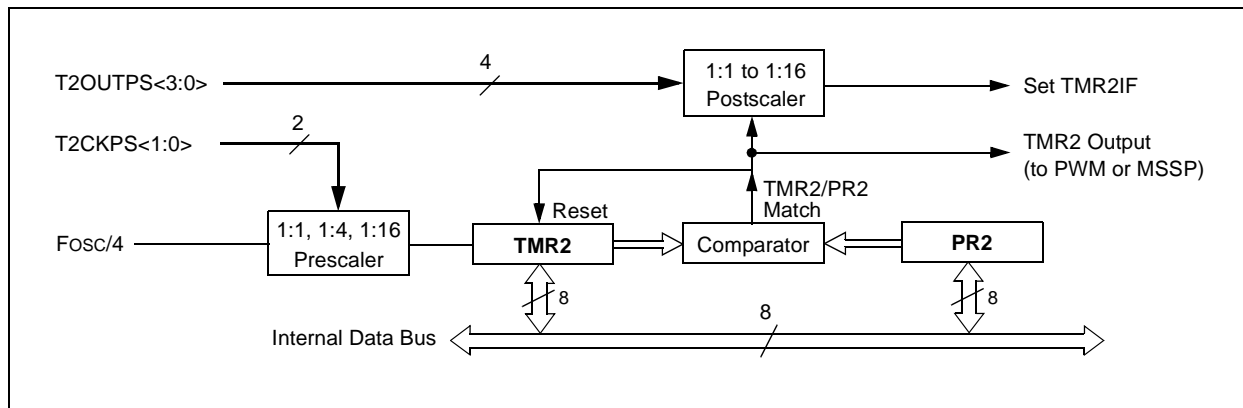 T2OUTPS<3:0>
4
1:1 to 1:16
Postscaler
Set TMR2IF
T2CKPS<1:0>
2
TMR2 Output
(to PWM or MSSP)
TMR2/PR2
Match
Reset
FOSC/4
1:1, 1:4, 1:16
Prescaler
TMR2
Comparator
PR2
8
8
8
Internal Data Bus